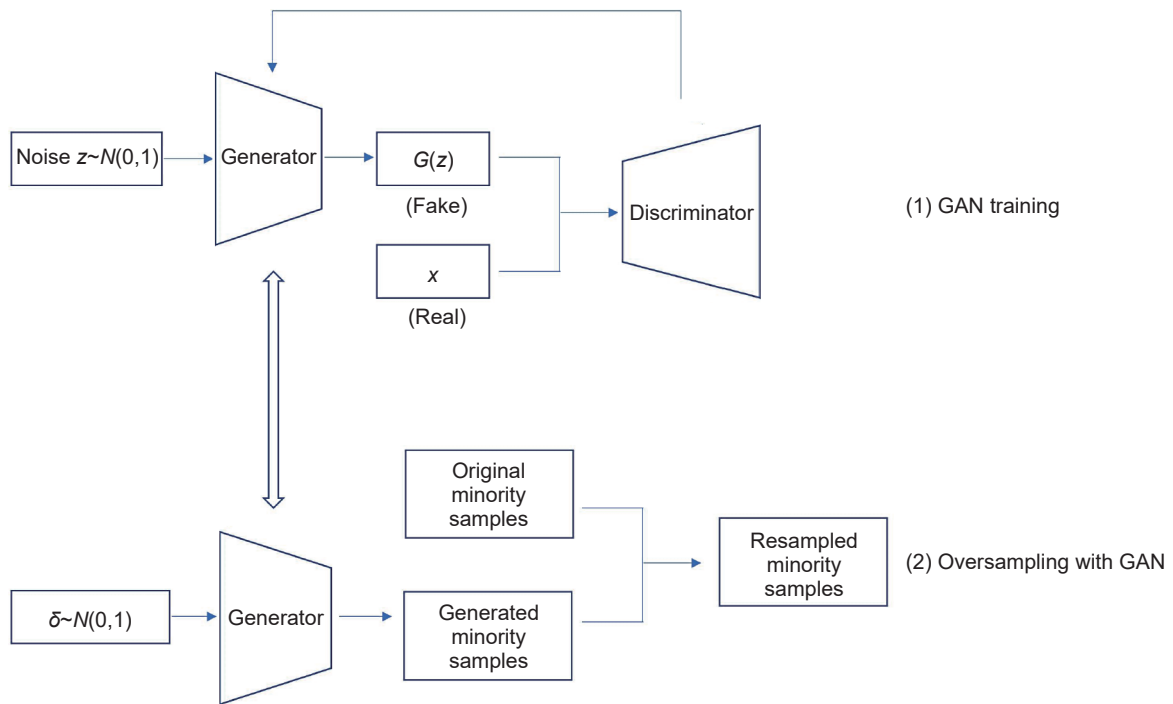 Noise z~N(0,1)
Generator
G(z)
(Fake)
x
(Real)
Discriminator
(1) GAN training
Original
minority
samples
δ~N(0,1)
Generator
Generated
minority
samples
Resampled
minority
samples
(2) Oversampling with GAN